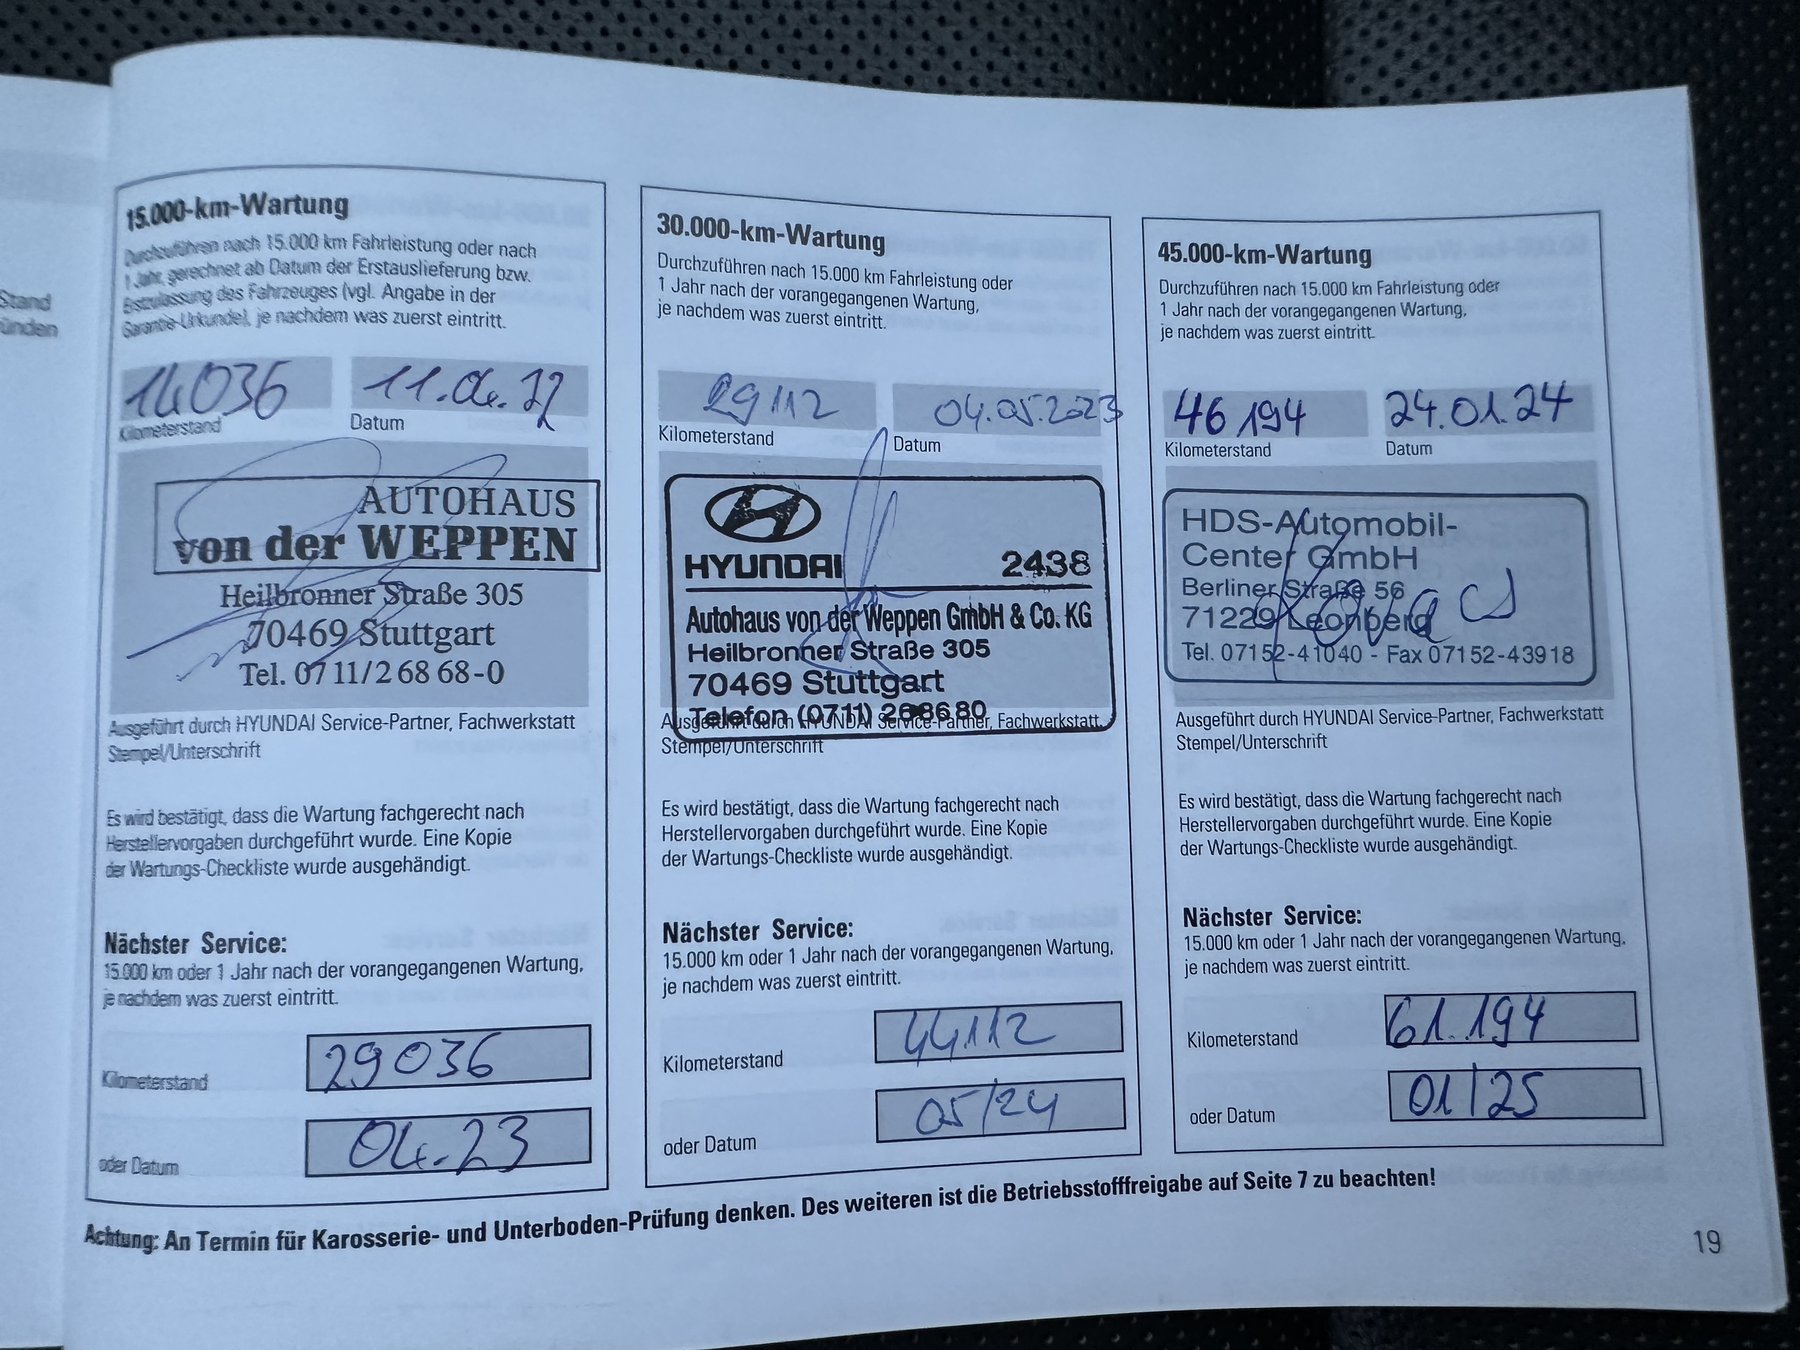 Stand
ünden
15.000-km-Wartung
Durchzuführen nach 15.000 km Fahrleistung oder nach
1 Jahr, gerechnet ab Datum der Erstauslieferung bzw.
Erstzulassung des Fahrzeuges (vgl. Angabe in der
Garantie-Urkunde), je nachdem was zuerst eintritt.
14036 11.04.22
Kilometerstand Datum
AUTOHAUS
von der WEPPEN
Heilbronner Straße 305
70469 Stuttgart
Tel. 07 11/2 68 68-0
Ausgeführt durch HYUNDAI Service-Partner, Fachwerkstatt
Stempel/Unterschrift
Es wird bestätigt, dass die Wartung fachgerecht nach
Herstellervorgaben durchgeführt wurde. Eine Kopie
der Wartungs-Checkliste wurde ausgehändigt.
Nächster Service:
15.000 km oder 1 Jahr nach der vorangegangenen Wartung,
je nachdem was zuerst eintritt.
Kilometerstand 29036
oder Datum 04.23
30.000-km-Wartung
Durchzuführen nach 15.000 km Fahrleistung oder
1 Jahr nach der vorangegangenen Wartung,
je nachdem was zuerst eintritt.
29112 04.05.2023
Kilometerstand Datum
HYUNDAI 2438
Autohaus von der Weppen GmbH & Co. KG
Heilbronner Straße 305
70469 Stuttgart
Telefon (0711) 268680
Ausgeführt durch HYUNDAI Service-Partner, Fachwerkstatt
Stempel/Unterschrift
Es wird bestätigt, dass die Wartung fachgerecht nach
Herstellervorgaben durchgeführt wurde. Eine Kopie
der Wartungs-Checkliste wurde ausgehändigt.
Nächster Service:
15.000 km oder 1 Jahr nach der vorangegangenen Wartung,
je nachdem was zuerst eintritt.
Kilometerstand 44112
oder Datum 05/24
45.000-km-Wartung
Durchzuführen nach 15.000 km Fahrleistung oder
1 Jahr nach der vorangegangenen Wartung,
je nachdem was zuerst eintritt.
46194 24.01.24
Kilometerstand Datum
HDS-Automobil-
Center GmbH
Berliner Straße 56
71229 Leonberg
Tel. 07152-41040 - Fax 07152-43918
Ausgeführt durch HYUNDAI Service-Partner, Fachwerkstatt
Stempel/Unterschrift
Es wird bestätigt, dass die Wartung fachgerecht nach
Herstellervorgaben durchgeführt wurde. Eine Kopie
der Wartungs-Checkliste wurde ausgehändigt.
Nächster Service:
15.000 km oder 1 Jahr nach der vorangegangenen Wartung,
je nachdem was zuerst eintritt.
Kilometerstand 61.194
oder Datum 01/25
Achtung: An Termin für Karosserie- und Unterboden-Prüfung denken. Des weiteren ist die Betriebsstofffreigabe auf Seite 7 zu beachten!
19